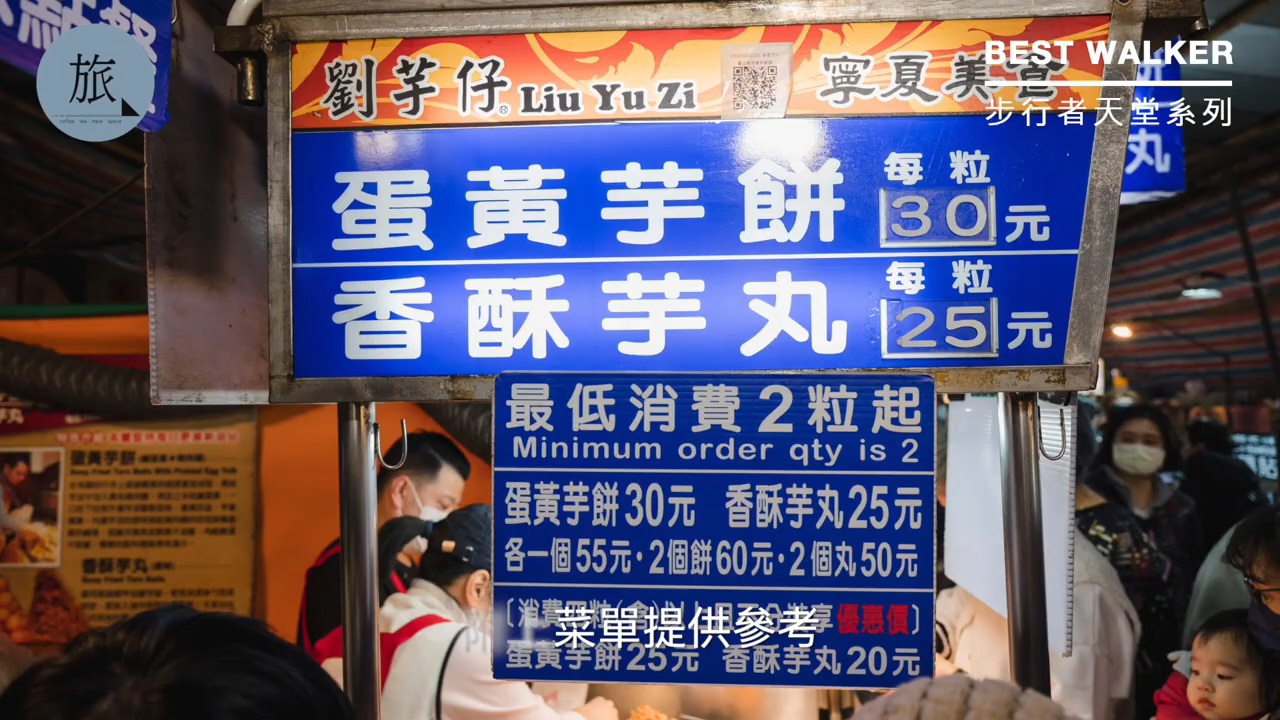 旅
BEST WALKER
步行者天堂系列
劉芋仔® Liu Yu Zi 寧夏美食
蛋黃芋餅 每粒30元
香酥芋丸 每粒25元
最低消費2粒起
Minimum order qty is 2
蛋黃芋餅30元 香酥芋丸25元
各一個55元·2個餅60元·2個丸50元
優惠價〕
蛋黃芋餅25元 香酥芋丸20元
菜單提供參考
蛋黃芋餅
香酥芋丸
丸